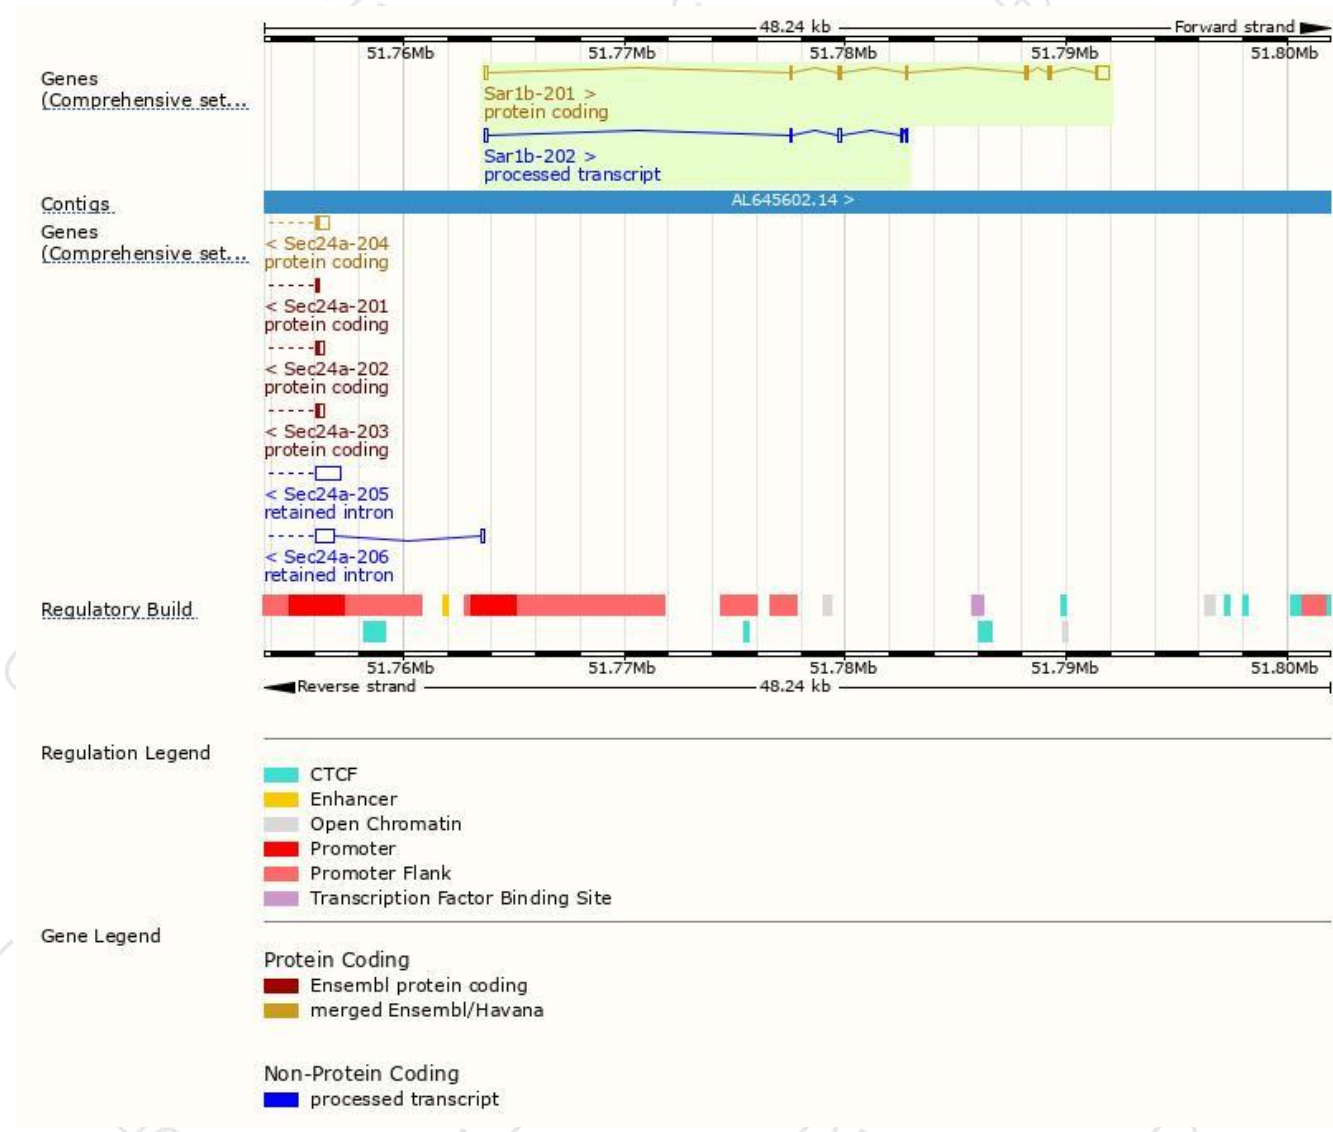 48.24 kb Forward strand
51.76Mb 51.77Mb 51.78Mb 51.79Mb 51.80Mb
Genes
(Comprehensive set...
Sar1b-201 >
protein coding
Sar1b-202 >
processed transcript
Contigs
AL645602.14 >
Genes
(Comprehensive set...
< Sec24a-204
protein coding
< Sec24a-201
protein coding
< Sec24a-202
protein coding
< Sec24a-203
protein coding
< Sec24a-205
retained intron
< Sec24a-206
retained intron
Regulatory Build
51.76Mb 51.77Mb 51.78Mb 51.79Mb 51.80Mb
Reverse strand 48.24 kb
Regulation Legend
CTCF
Enhancer
Open Chromatin
Promoter
Promoter Flank
Transcription Factor Binding Site
Gene Legend
Protein Coding
Ensembl protein coding
merged Ensembl/Havana
Non-Protein Coding
processed transcript